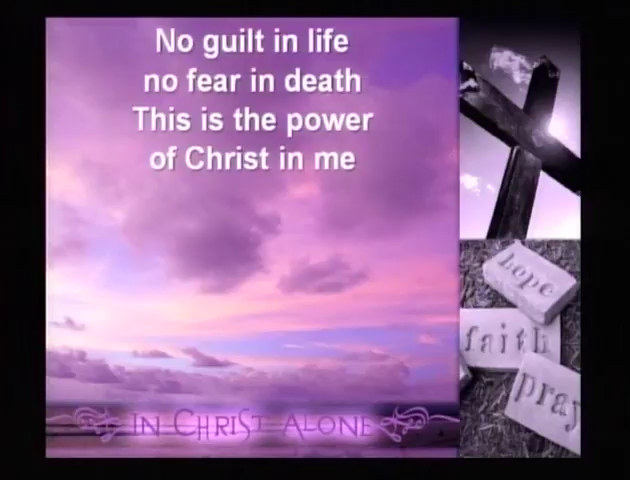 No guilt in life
no fear in death
This is the power
of Christ in me
IN CHRIST ALONE
hope
faith
pray